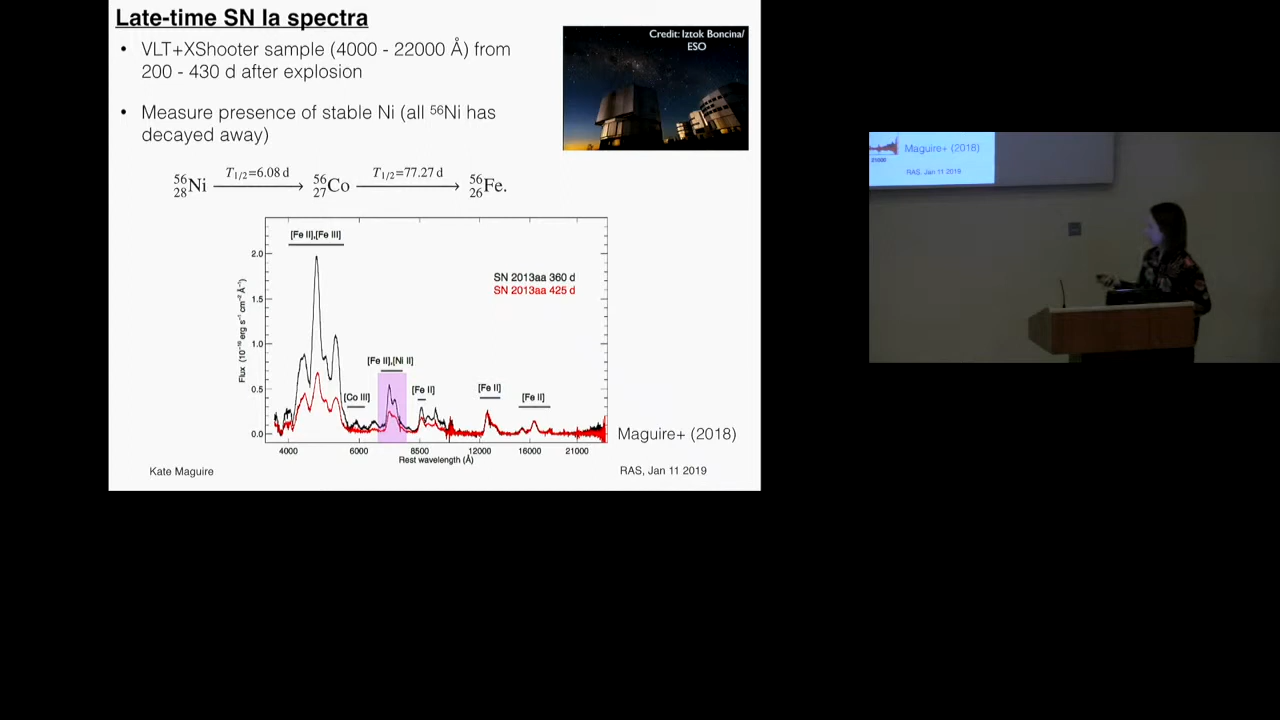 Late-time SN Ia spectra
Credit: Iztok Boncina/
ESO
• VLT+XShooter sample (4000 - 22000 Å) from
200 - 430 d after explosion
• Measure presence of stable Ni (all ⁵⁶Ni has
decayed away)
⁵⁶₂₈Ni T₁/₂=6.08 d ⟶ ⁵⁶₂₇Co T₁/₂=77.27 d ⟶ ⁵⁶₂₆Fe.
[Fe II],[Fe III]
SN 2013aa 360 d
SN 2013aa 425 d
[Fe II],[Ni II]
[Co III]
[Fe II]
[Fe II]
[Fe II]
Flux (10⁻¹⁵ erg s⁻¹ cm⁻² Å⁻¹)
2.0
1.5
1.0
0.5
0.0
4000 6000 8500 12000 16000 21000
Rest wavelength (Å)
Maguire+ (2018)
Kate Maguire
RAS, Jan 11 2019
21000
Maguire+ (2018)
RAS, Jan 11 2019